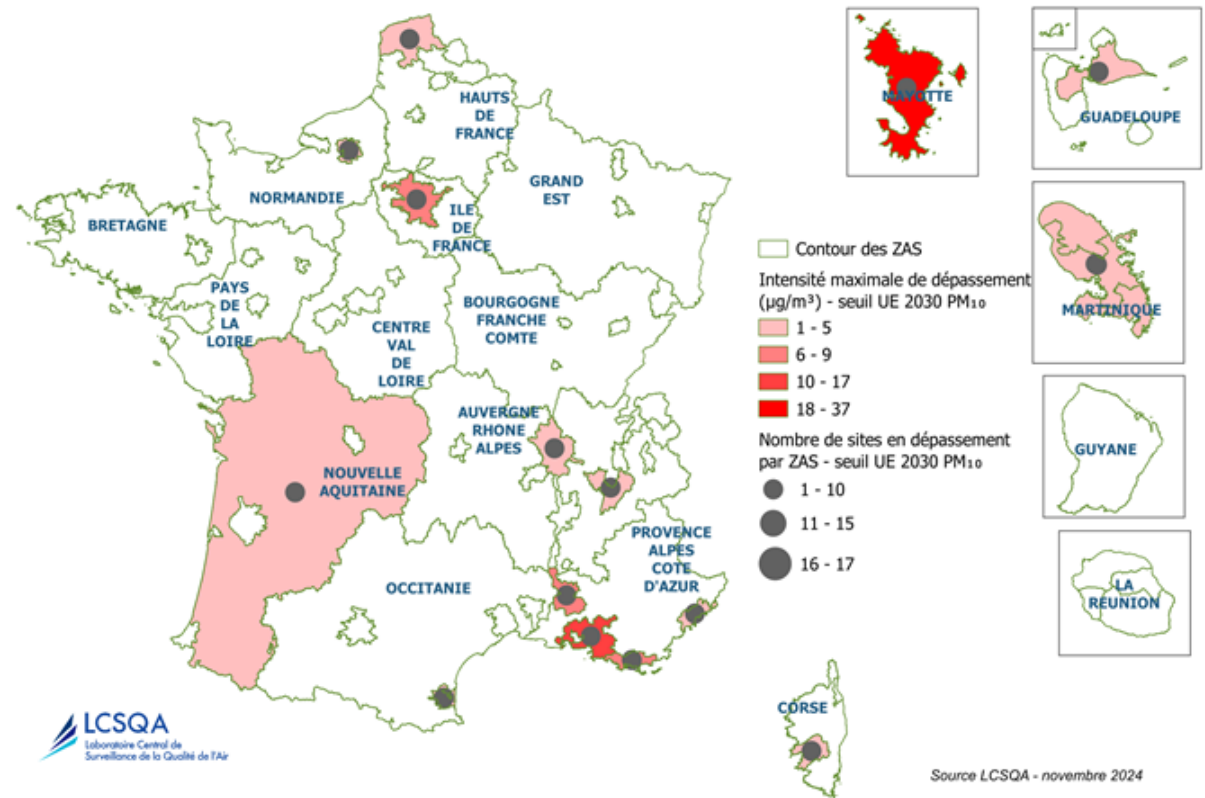 HAUTS
DE
FRANCE
NORMANDIE
BRETAGNE
ILE
DE
FRANCE
GRAND
EST
PAYS
DE
LA
LOIRE
CENTRE
VAL
DE
LOIRE
BOURGOGNE
FRANCHE
COMTE
AUVERGNE
RHONE
ALPES
NOUVELLE
AQUITAINE
OCCITANIE
PROVENCE
ALPES
COTE
D'AZUR
CORSE
MAYOTTE
GUADELOUPE
MARTINIQUE
GUYANE
LA
REUNION
Contour des ZAS
Intensité maximale de dépassement
(µg/m³) - seuil UE 2030 PM₁₀
1 - 5
6 - 9
10 - 17
18 - 37
Nombre de sites en dépassement
par ZAS - seuil UE 2030 PM₁₀
1 - 10
11 - 15
16 - 17
LCSQA
Laboratoire Central de
Surveillance de la Qualité de l'Air
Source LCSQA - novembre 2024